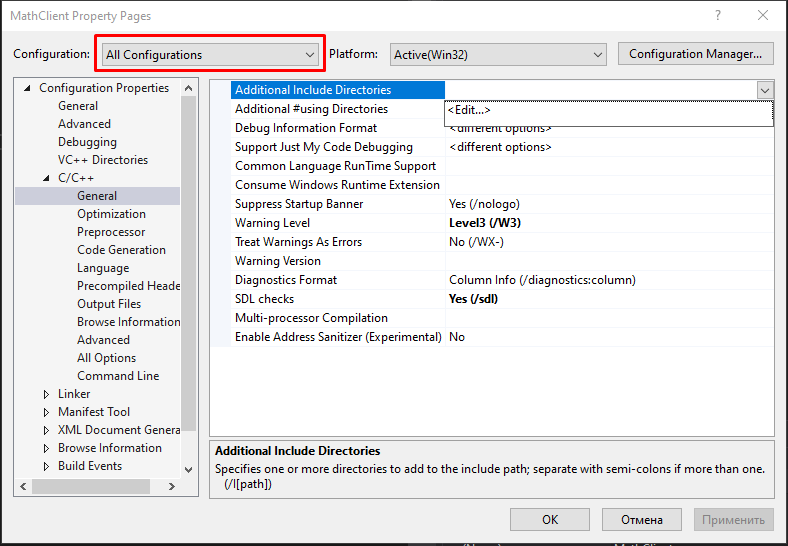 MathClient Property Pages
Configuration: All Configurations Platform: Active(Win32) Configuration Manager...
Configuration Properties
General
Advanced
Debugging
VC++ Directories
C/C++
General
Optimization
Preprocessor
Code Generation
Language
Precompiled Heade
Output Files
Browse Information
Advanced
All Options
Command Line
Linker
Manifest Tool
XML Document Genera
Browse Information
Build Events
Additional Include Directories
<Edit...>
Additional #using Directories
Debug Information Format <different options>
Support Just My Code Debugging <different options>
Common Language RunTime Support
Consume Windows Runtime Extension
Suppress Startup Banner Yes (/nologo)
Warning Level Level3 (/W3)
Treat Warnings As Errors No (/WX-)
Warning Version
Diagnostics Format Column Info (/diagnostics:column)
SDL checks Yes (/sdl)
Multi-processor Compilation
Enable Address Sanitizer (Experimental) No
Additional Include Directories
Specifies one or more directories to add to the include path; separate with semi-colons if more than one.
(/I[path])
OK Отмена Применить